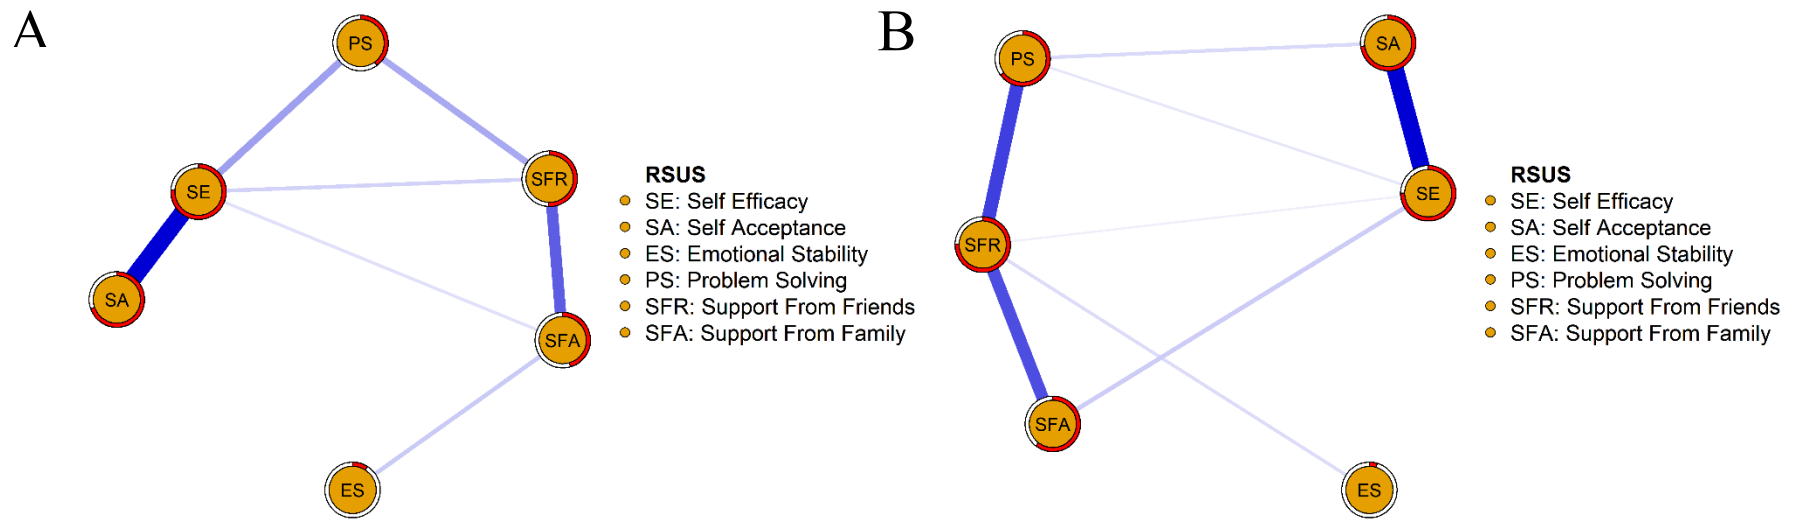 A
PS
SE
SFR
SA
SFA
ES
RSUS
SE: Self Efficacy
SA: Self Acceptance
ES: Emotional Stability
PS: Problem Solving
SFR: Support From Friends
SFA: Support From Family
B
SA
PS
SE
SFR
SFA
ES
RSUS
SE: Self Efficacy
SA: Self Acceptance
ES: Emotional Stability
PS: Problem Solving
SFR: Support From Friends
SFA: Support From Family